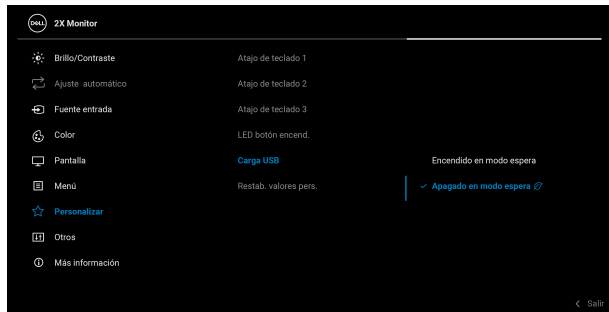 DELL 2X Monitor
Brillo/Contraste
Ajuste automático
Fuente entrada
Color
Pantalla
Menú
Personalizar
Otros
Más información
Atajo de teclado 1
Atajo de teclado 2
Atajo de teclado 3
LED botón encend.
Carga USB
Restab. valores pers.
Encendido en modo espera
Apagado en modo espera
Salir